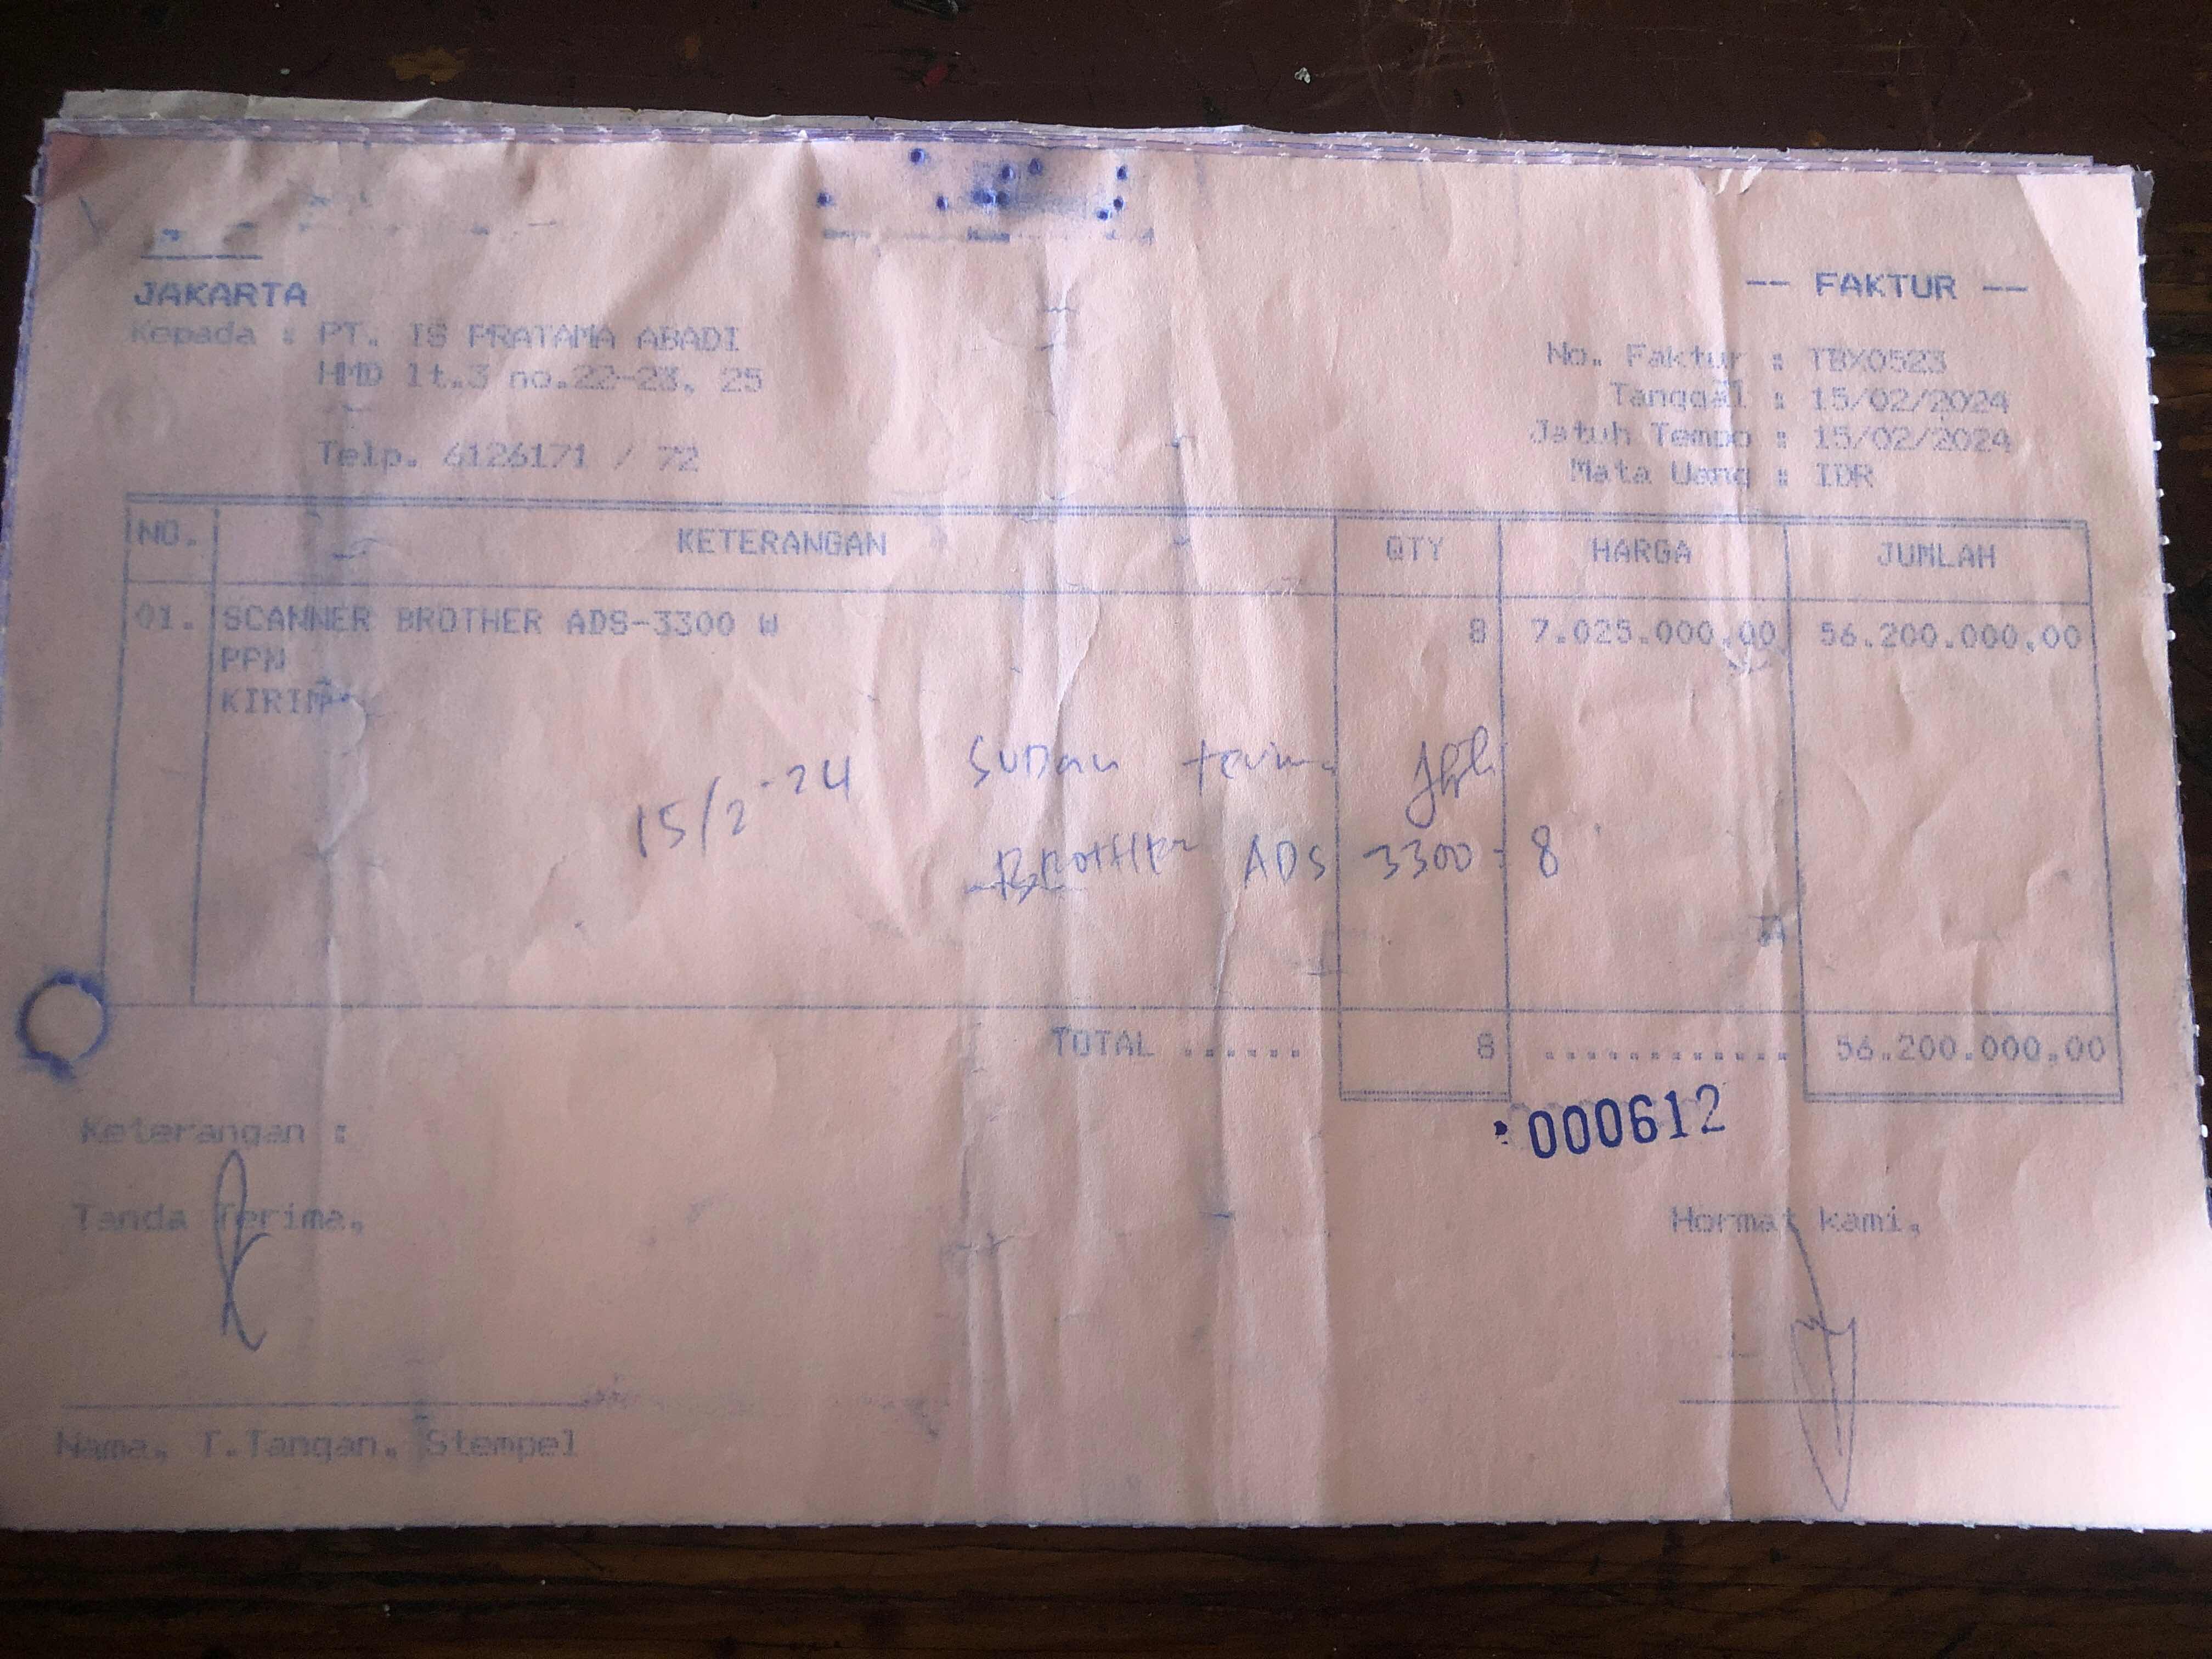 JAKARTA
-- FAKTUR --
Kepada : PT. IS PRATAMA ABADI
HMD lt.3 no.22-23, 25
Telp. 6126171 / 72
No. Faktur : TBX0523
Tanggal : 15/02/2024
Jatuh Tempo : 15/02/2024
Mata Uang : IDR
NO. KETERANGAN QTY HARGA JUMLAH
01. SCANNER BROTHER ADS-3300 W 8 7.025.000,00 56.200.000,00
PPN
KIRIM
15/2-24 SUDah
BROTHER ADS 3300 = 8
TOTAL ...... 8 ............ 56.200.000,00
000612
Keterangan :
Tanda Terima,
Hormat kami,
Nama, T.Tangan, Stempel